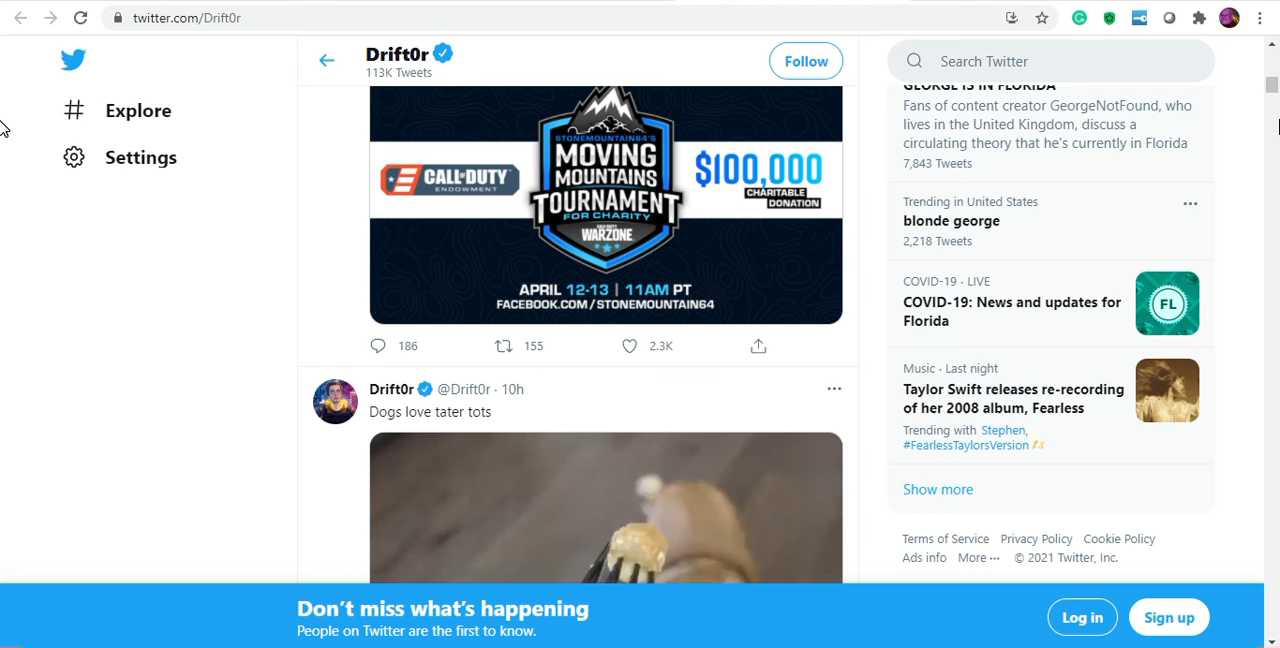 twitter.com/Drift0r
Explore
Settings
Drift0r
113K Tweets
Follow
STONEMOUNTAIN64'S
MOVING
MOUNTAINS
TOURNAMENT
FOR CHARITY
CALL OF DUTY
WARZONE
CALL OF DUTY
ENDOWMENT
$100,000
CHARITABLE
DONATION
APRIL 12-13 | 11AM PT
FACEBOOK.COM/STONEMOUNTAIN64
186
155
2.3K
Drift0r @Drift0r · 10h
Dogs love tater tots
Search Twitter
GEORGE IS IN FLORIDA
Fans of content creator GeorgeNotFound, who
lives in the United Kingdom, discuss a
circulating theory that he's currently in Florida
7,843 Tweets
Trending in United States
blonde george
2,218 Tweets
COVID-19 · LIVE
COVID-19: News and updates for
Florida
FL
Music · Last night
Taylor Swift releases re-recording
of her 2008 album, Fearless
Trending with Stephen,
#FearlessTaylorsVersion
Show more
Terms of Service Privacy Policy Cookie Policy
Ads info More ··· © 2021 Twitter, Inc.
Don’t miss what’s happening
People on Twitter are the first to know.
Log in
Sign up